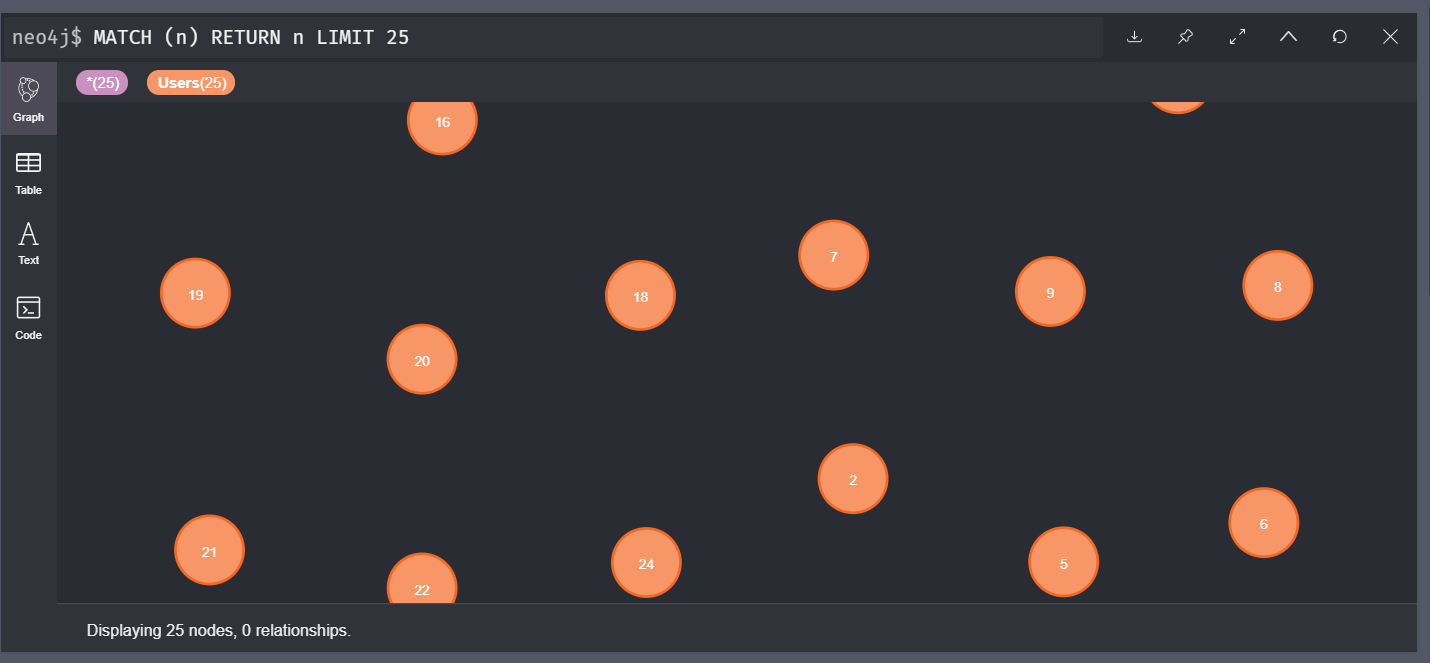 neo4j$ MATCH (n) RETURN n LIMIT 25
*(25) Users(25)
Graph
Table
Text
Code
16
7
19
18
9
8
20
2
6
21
22
24
5
Displaying 25 nodes, 0 relationships.